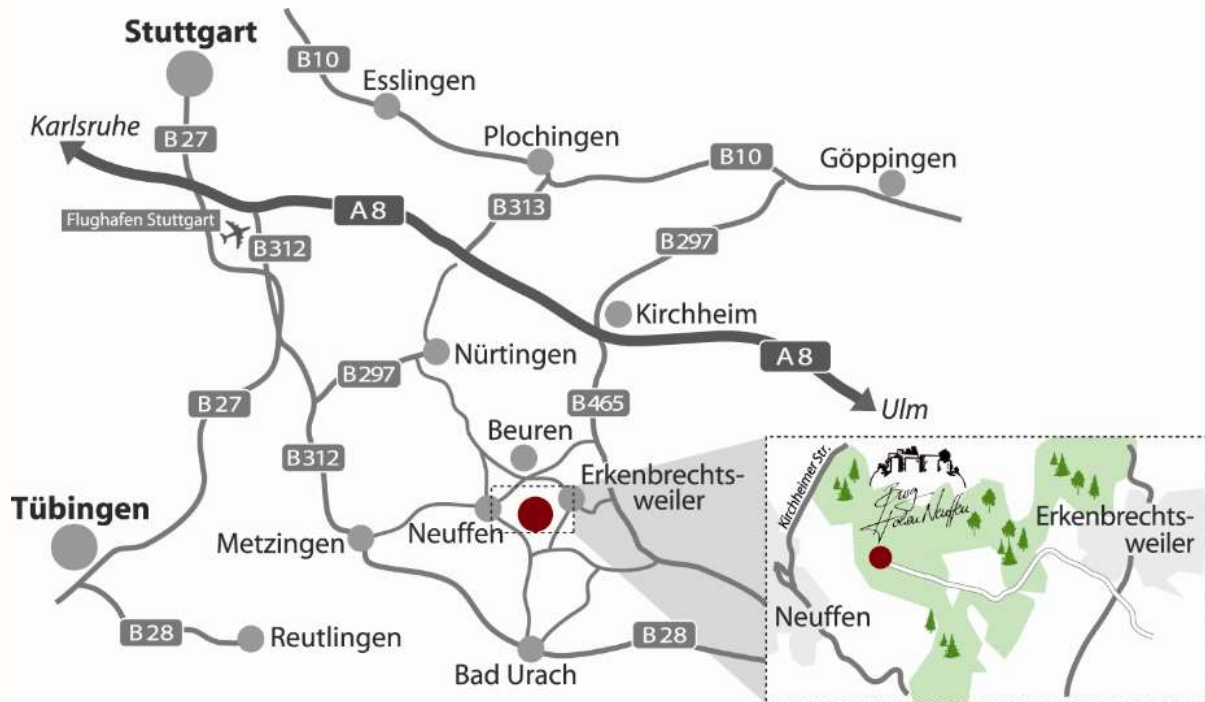 Stuttgart
B10
Esslingen
Karlsruhe
B27
Plochingen
B10
Göppingen
Flughafen Stuttgart
A8
B313
B312
B297
Kirchheim
Nürtingen
A8
B297
B27
B465
Ulm
Beuren
B312
Erkenbrechts-
weiler
Tübingen
Neuffen
Metzingen
B28
Reutlingen
Bad Urach
B28
Kirchheimer Str.
Burg
HohenNeuffen
Erkenbrechts-
weiler
Neuffen